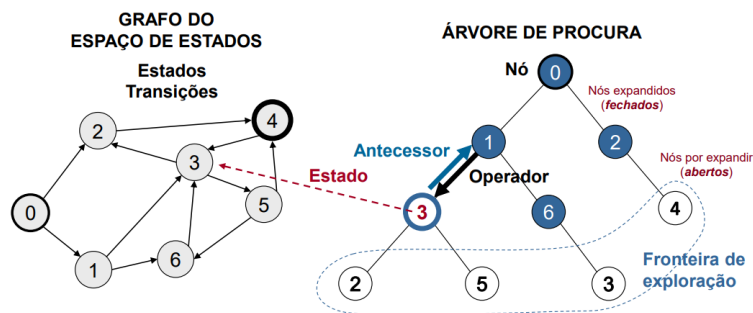 GRAFO DO
ESPAÇO DE ESTADOS
Estados
Transições
0
1
2
3
4
5
6
ÁRVORE DE PROCURA
Nó
0
Nós expandidos
(fechados)
1
2
Antecessor
Operador
Estado
Nós por expandir
(abertos)
3
6
4
2
5
3
Fronteira de
exploração